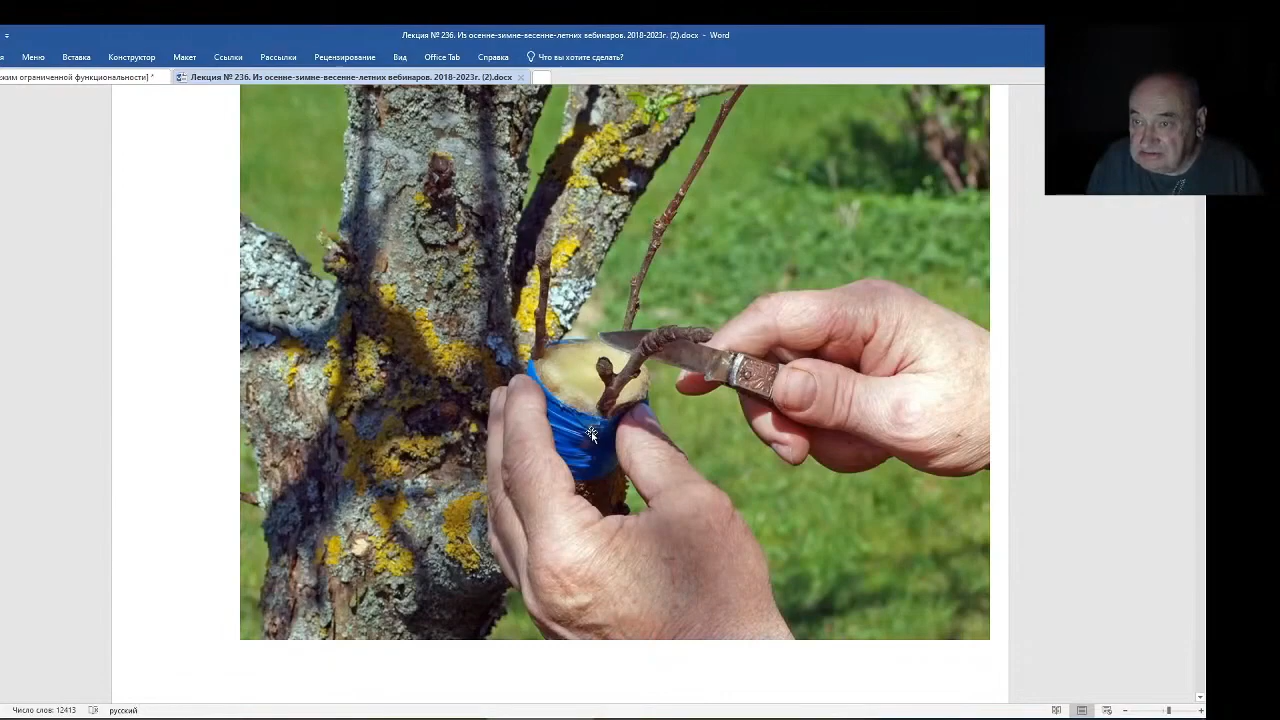 Лекция № 236. Из осенне-зимне-весенне-летних вебинаров. 2018-2023г. (2).docx - Word
Меню Вставка Конструктор Макет Ссылки Рассылки Рецензирование Вид Office Tab Справка Что вы хотите сделать?
жим ограниченной функциональности] * Лекция № 236. Из осенне-зимне-весенне-летних вебинаров. 2018-2023г. (2).docx
Число слов: 12413 русский